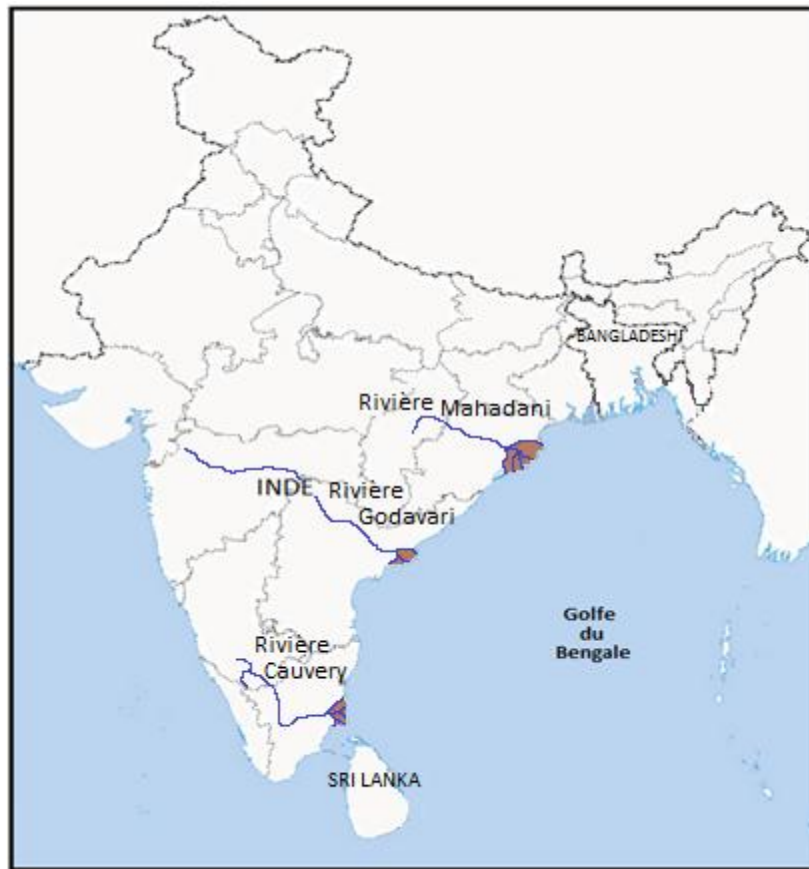 BANGLADESH
Rivière Mahadani
INDE
Rivière
Godavari
Golfe
du
Bengale
Rivière
Cauvery
SRI LANKA